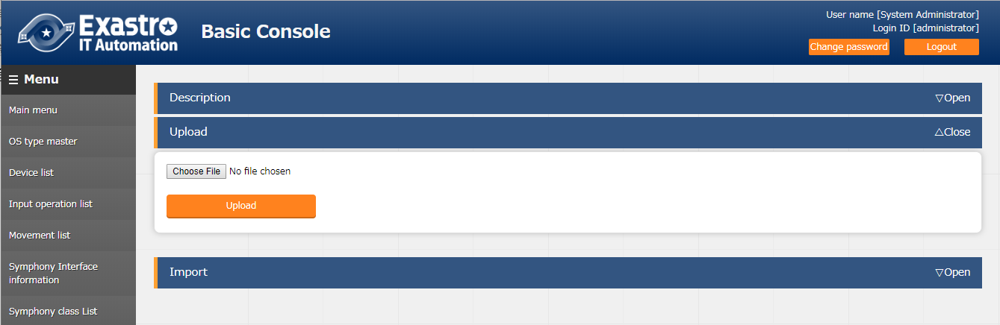 Exastro
IT Automation
Basic Console
User name [System Administrator]
Login ID [administrator]
Change password
Logout
☰ Menu
Main menu
OS type master
Device list
Input operation list
Movement list
Symphony Interface
information
Symphony class List
Description
▽Open
Upload
△Close
Choose File No file chosen
Upload
Import
▽Open